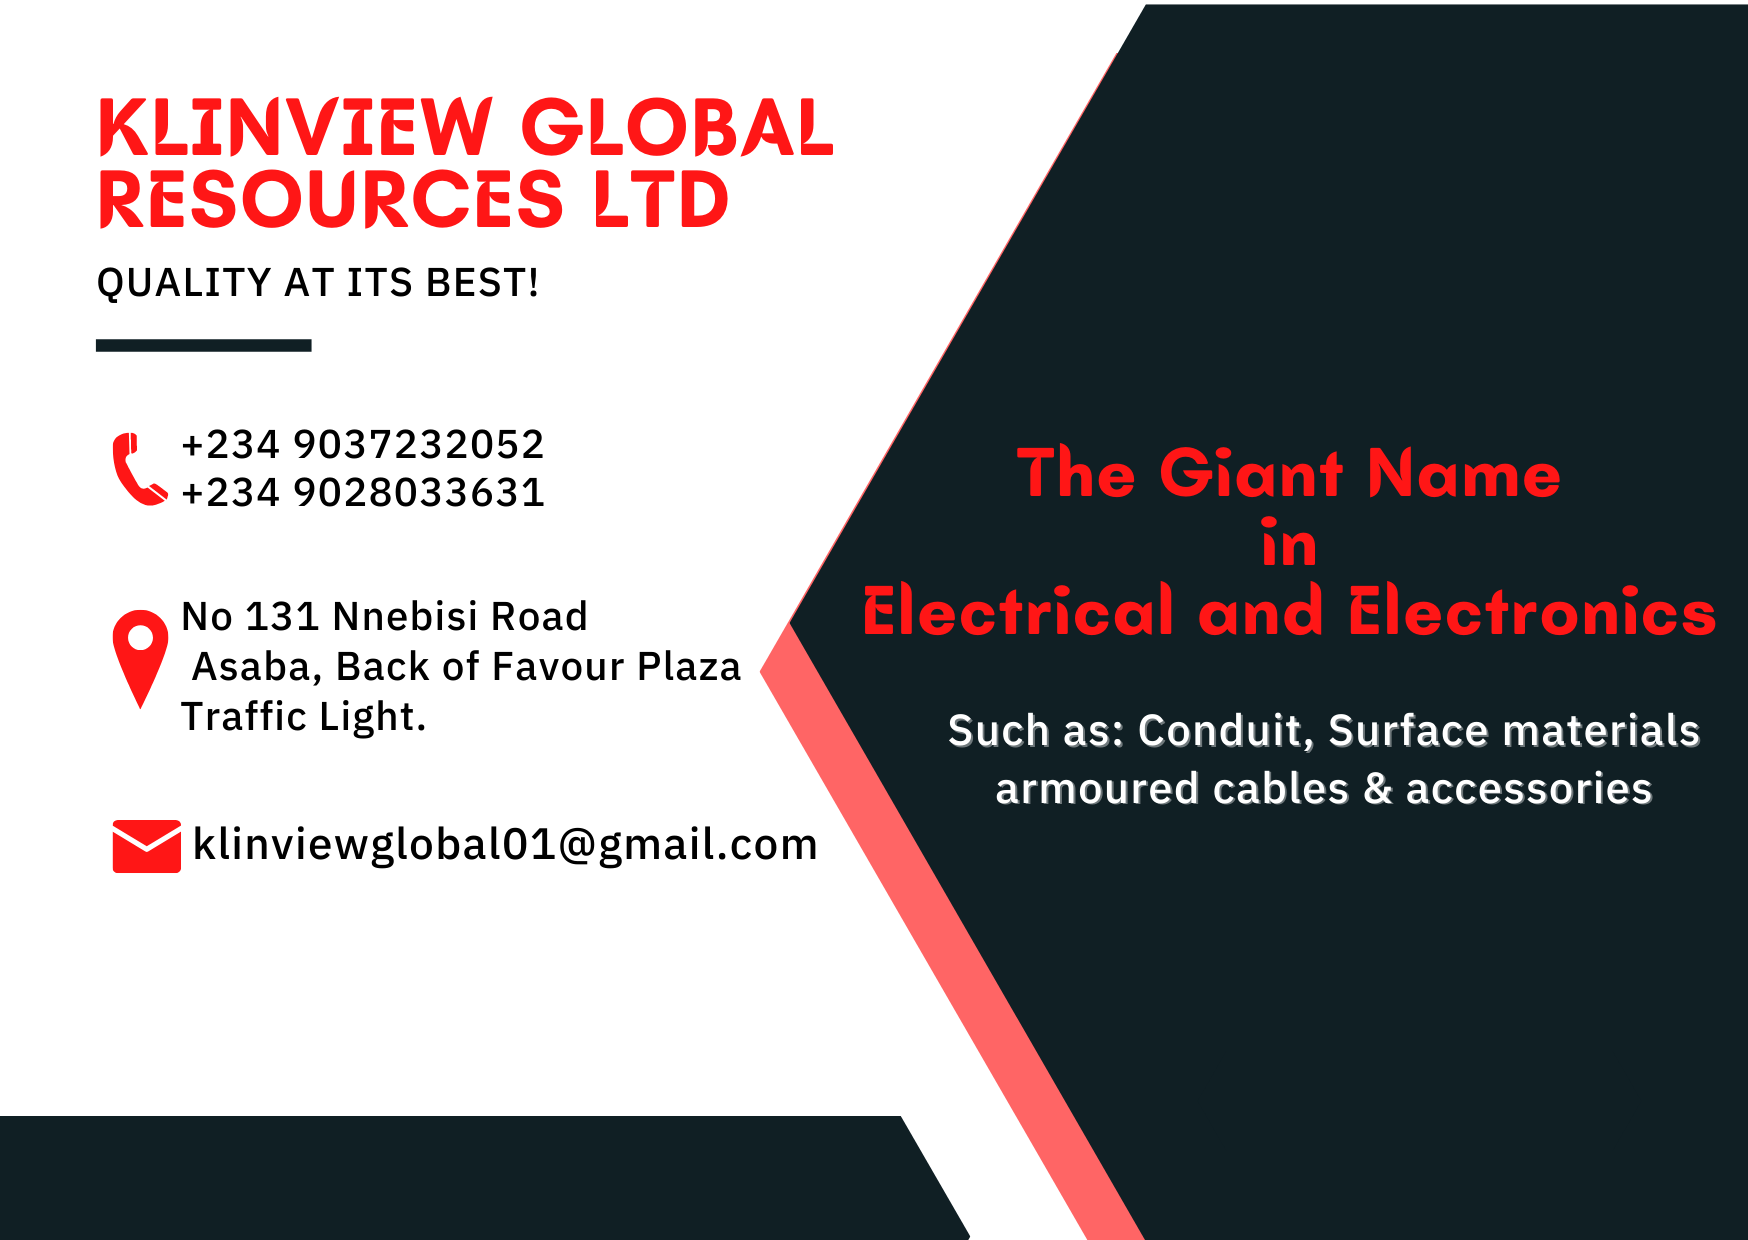 KLINVIEW GLOBAL
RESOURCES LTD
QUALITY AT ITS BEST!
+234 9037232052
+234 9028033631
No 131 Nnebisi Road
Asaba, Back of Favour Plaza
Traffic Light.
klinviewglobal01@gmail.com
The Giant Name
in
Electrical and Electronics
Such as: Conduit, Surface materials
armoured cables & accessories